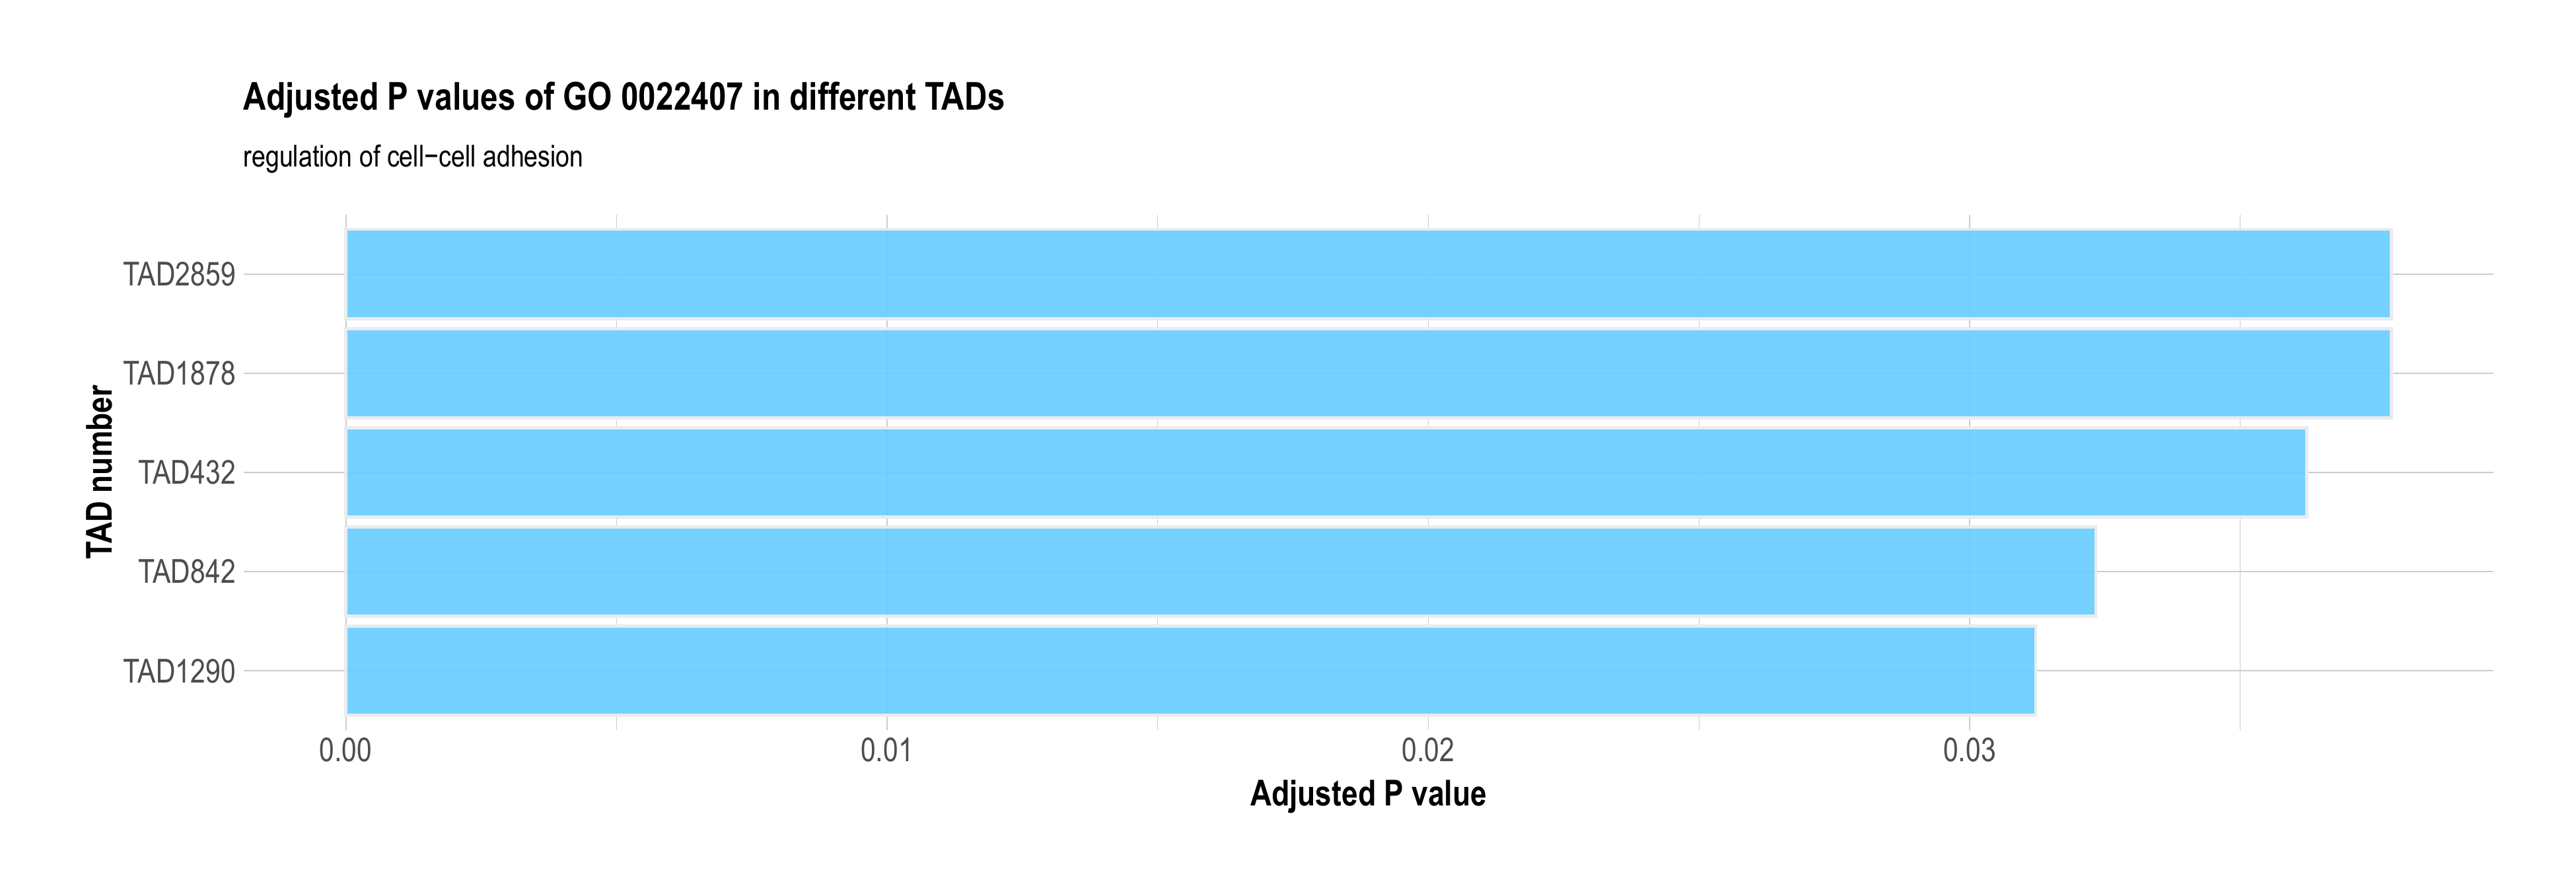 Adjusted P values of GO 0022407 in different TADs
regulation of cell−cell adhesion
TAD number
TAD2859
TAD1878
TAD432
TAD842
TAD1290
0.00 0.01 0.02 0.03
Adjusted P value